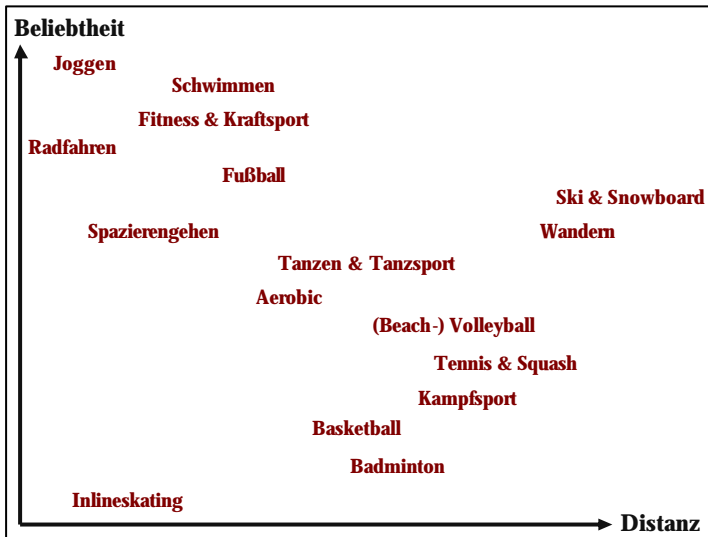 Beliebtheit
Joggen
Schwimmen
Fitness & Kraftsport
Radfahren
Fußball
Ski & Snowboard
Spazierengehen
Wandern
Tanzen & Tanzsport
Aerobic
(Beach-) Volleyball
Tennis & Squash
Kampfsport
Basketball
Badminton
Inlineskating
Distanz